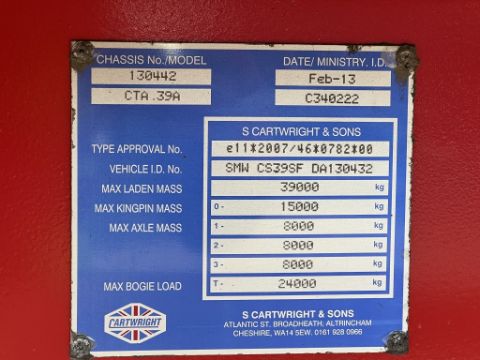 CHASSIS No./MODEL DATE/MINISTRY. I.D.
130442 Feb-13
CTA.39A C340222
S CARTWRIGHT & SONS
TYPE APPROVAL No. e11*2007/46*0782*00
VEHICLE I.D. No. SMW CS39SF DA130432
MAX LADEN MASS 39000 kg
MAX KINGPIN MASS 0- 15000 kg
MAX AXLE MASS 1- 8000 kg
2- 8000 kg
3- 8000 kg
MAX BOGIE LOAD T- 24000 kg
CARTWRIGHT
S CARTWRIGHT & SONS
ATLANTIC ST. BROADHEATH, ALTRINCHAM
CHESHIRE, WA14 5EW. 0161 928 0966